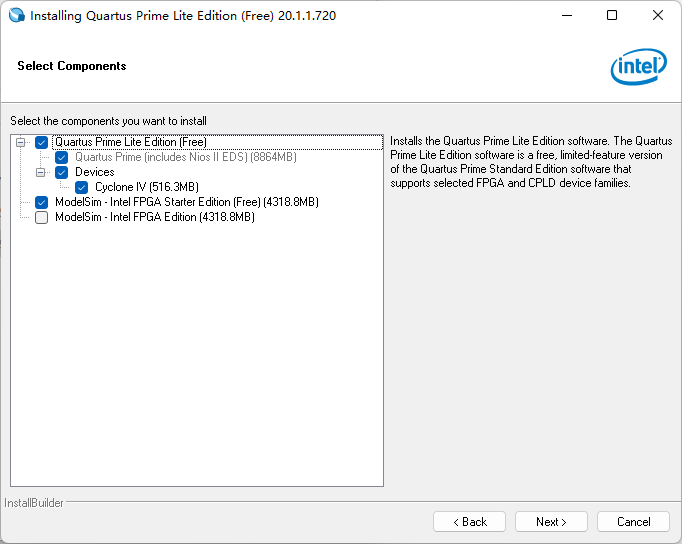 Installing Quartus Prime Lite Edition (Free) 20.1.1.720
Select Components
intel
Select the components you want to install
Quartus Prime Lite Edition (Free)
Quartus Prime (includes Nios II EDS) (8864MB)
Devices
Cyclone IV (516.3MB)
ModelSim - Intel FPGA Starter Edition (Free) (4318.8MB)
ModelSim - Intel FPGA Edition (4318.8MB)
Installs the Quartus Prime Lite Edition software. The Quartus
Prime Lite Edition software is a free, limited-feature version
of the Quartus Prime Standard Edition software that
supports selected FPGA and CPLD device families.
InstallBuilder
< Back
Next >
Cancel